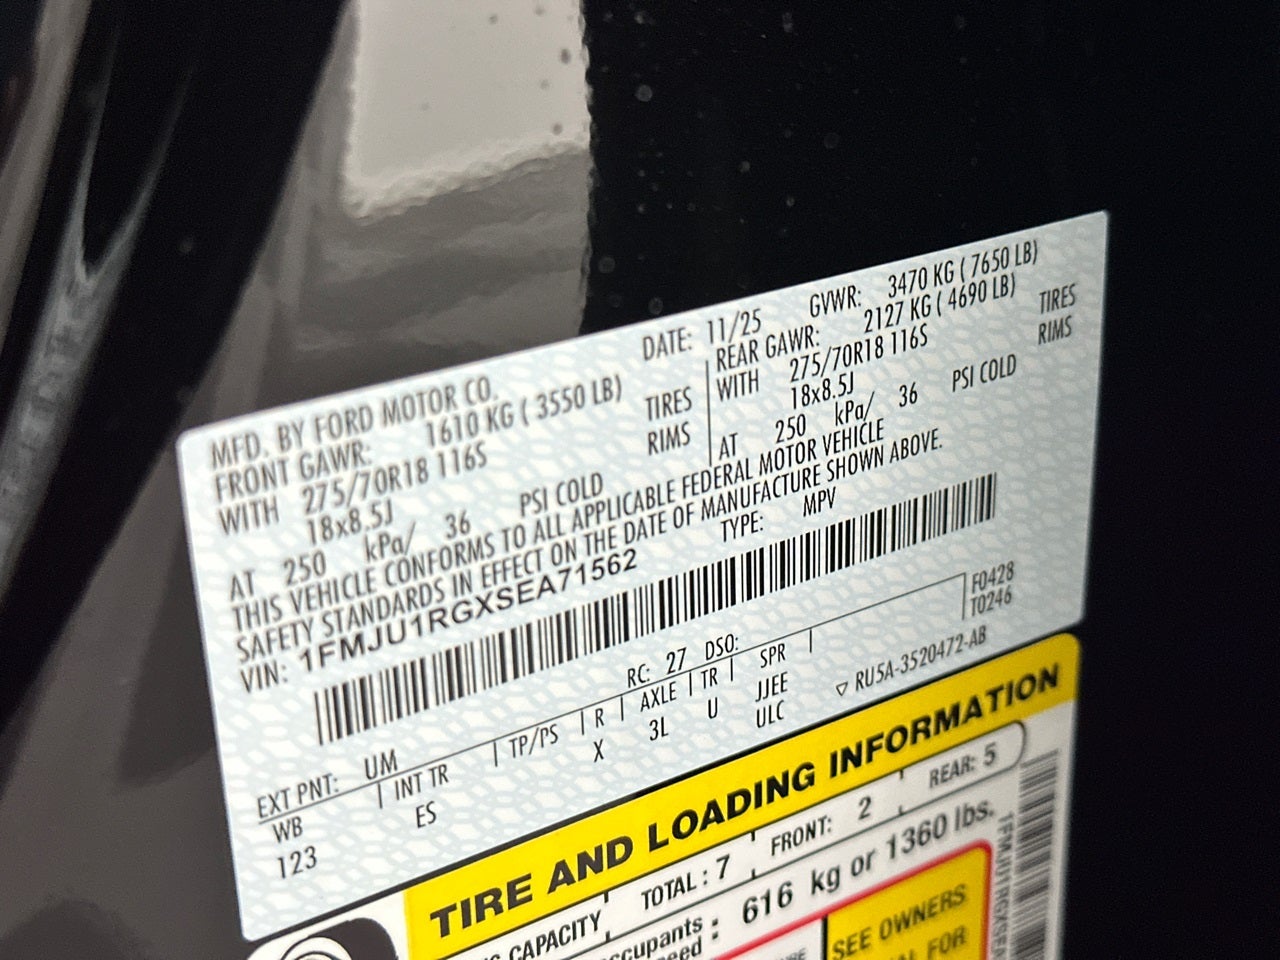 MFD. BY FORD MOTOR CO.
DATE: 11/25
GVWR: 3470 KG ( 7650 LB)
FRONT GAWR: 1610 KG ( 3550 LB)
REAR GAWR: 2127 KG ( 4690 LB)
WITH 275/70R18 116S TIRES
WITH 275/70R18 116S TIRES
18x8.5J RIMS
18x8.5J RIMS
AT 250 kPa/ 36 PSI COLD
AT 250 kPa/ 36 PSI COLD
THIS VEHICLE CONFORMS TO ALL APPLICABLE FEDERAL MOTOR VEHICLE
SAFETY STANDARDS IN EFFECT ON THE DATE OF MANUFACTURE SHOWN ABOVE.
VIN: 1FMJU1RGXSEA71562
TYPE: MPV
F0428
T0246
EXT PNT: UM RC: 27 DSO:
WB INT TR TP/PS R AXLE TR SPR
123 ES X 3L U JJEE
ULC
▽ RU5A-3520472-AB
TIRE AND LOADING INFORMATION
CAPACITY TOTAL : 7 FRONT: 2 REAR: 5
616 kg or 1360 lbs.
SEE OWNERS
FOR